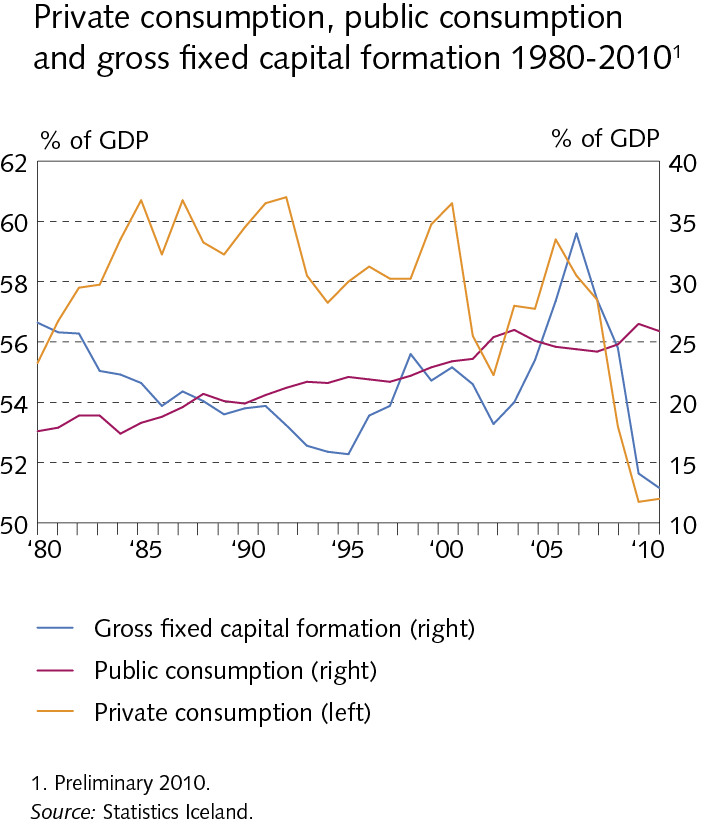 Private consumption, public consumption
and gross fixed capital formation 1980-2010¹
% of GDP % of GDP
62 40
60 35
58 30
56 25
54 20
52 15
50 10
‘80 ‘85 ‘90 ‘95 ‘00 ‘05 ‘10
Gross fixed capital formation (right)
Public consumption (right)
Private consumption (left)
1. Preliminary 2010.
Source: Statistics Iceland.